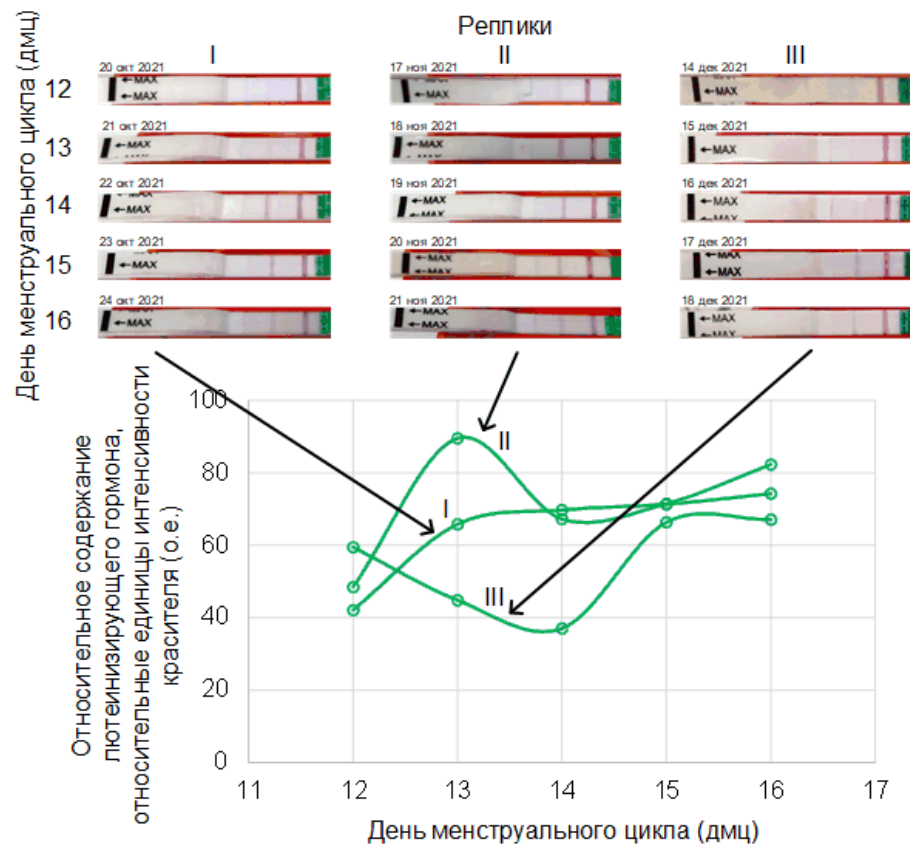 Реплики
I II III
День менструального цикла (дмц)
20 окт 2021 17 ноя 2021 14 дек 2021
12
←MAX ←MAX
←MAX ←MAX ←MAX
21 окт 2021 18 ноя 2021 15 дек 2021
13
←MAX ←MAX ←MAX
22 окт 2021 19 ноя 2021 16 дек 2021
14
←MAX ←MAX ←MAX
23 окт 2021 20 ноя 2021 17 дек 2021
15
←MAX ←MAX
←MAX ←MAX ←MAX
24 окт 2021 21 ноя 2021 18 дек 2021
16
←MAX ←MAX
←MAX ←MAX ←MAX
Относительное содержание
лютеинизирующего гормона,
относительные единицы интенсивности
красителя (о.е.)
100
80
60
40
20
0
II
I
III
11 12 13 14 15 16 17
День менструального цикла (дмц)